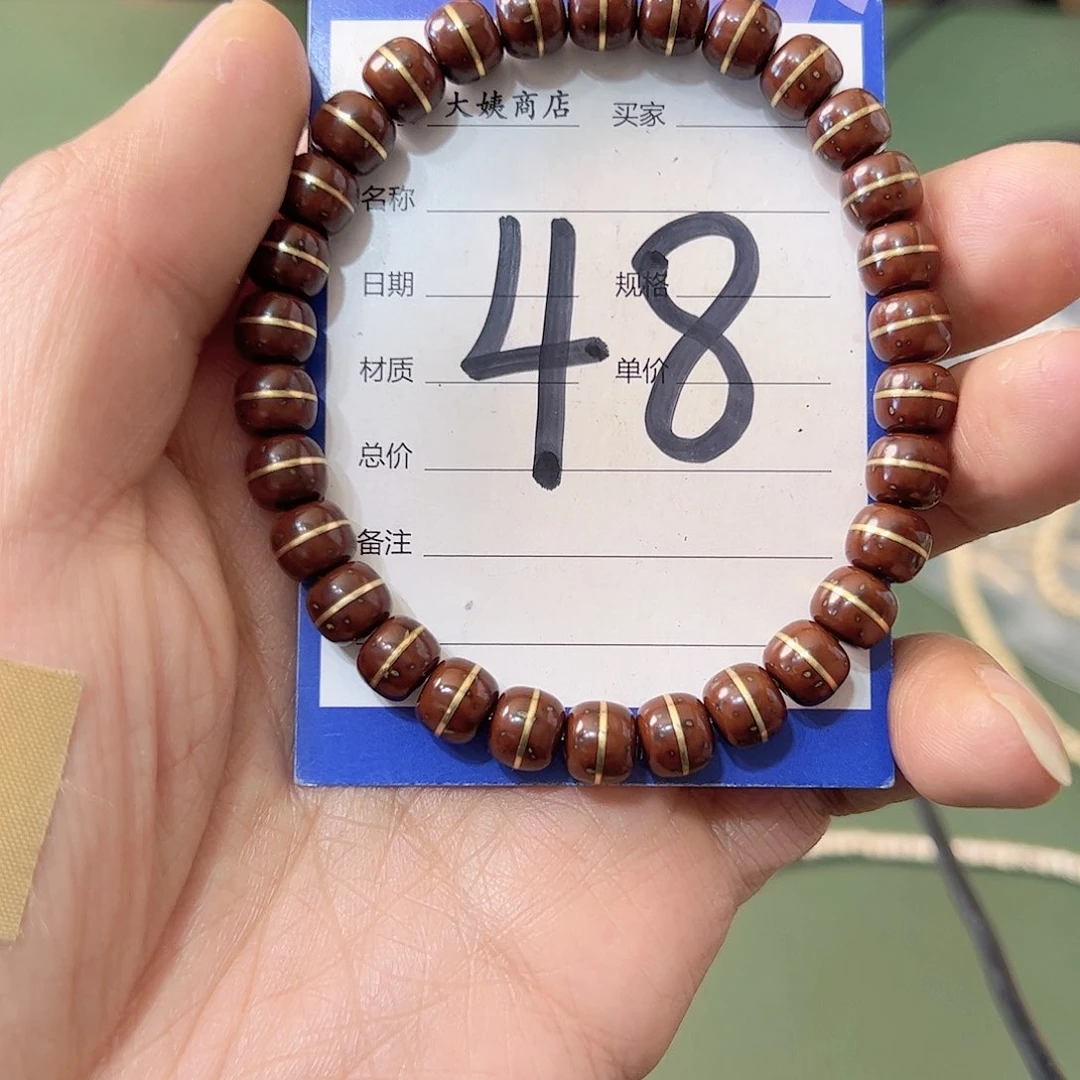 大姨商店 买家
名称
日期 规格
材质 单价
总价
备注
48